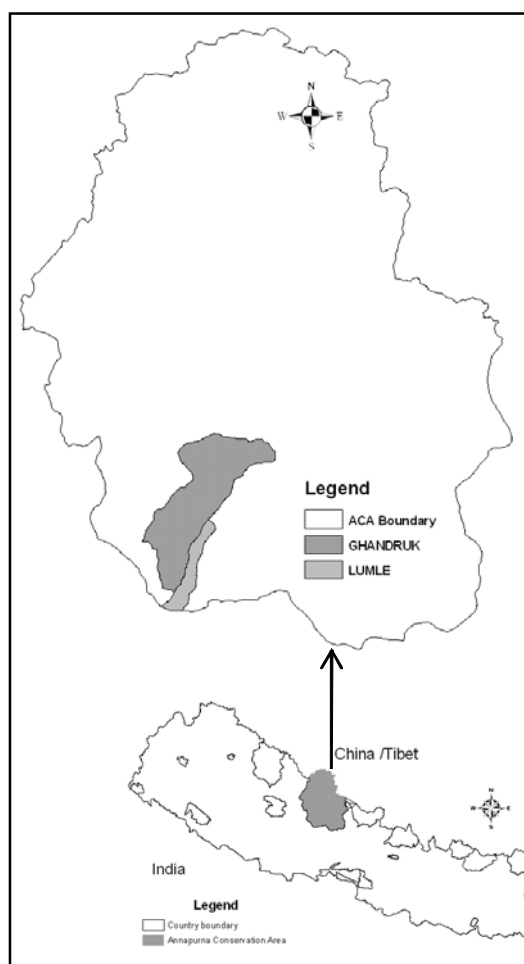 N
W E
S
Legend
ACA Boundary
GHANDRUK
LUMLE
China /Tibet
N
W E
S
India
Legend
Country boundary
Annapurna Conservation Area